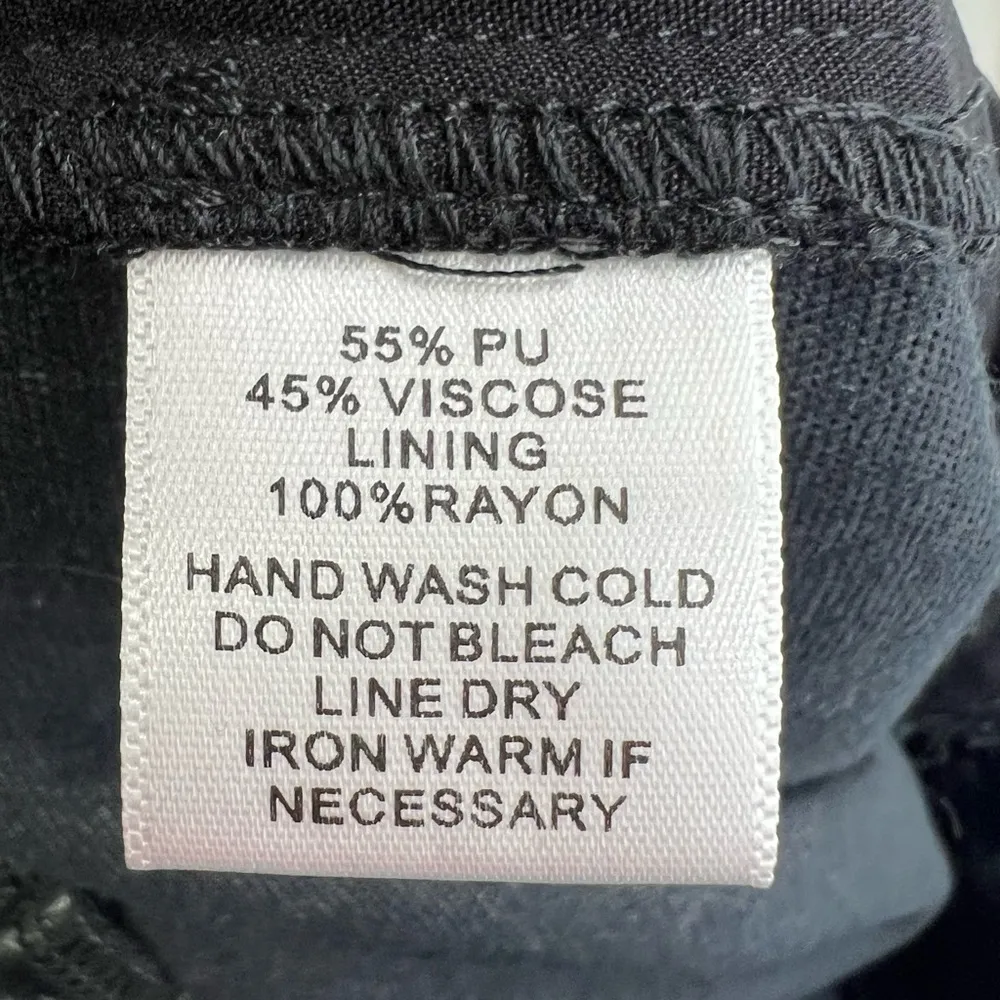 55% PU
45% VISCOSE
LINING
100%RAYON
HAND WASH COLD
DO NOT BLEACH
LINE DRY
IRON WARM IF
NECESSARY